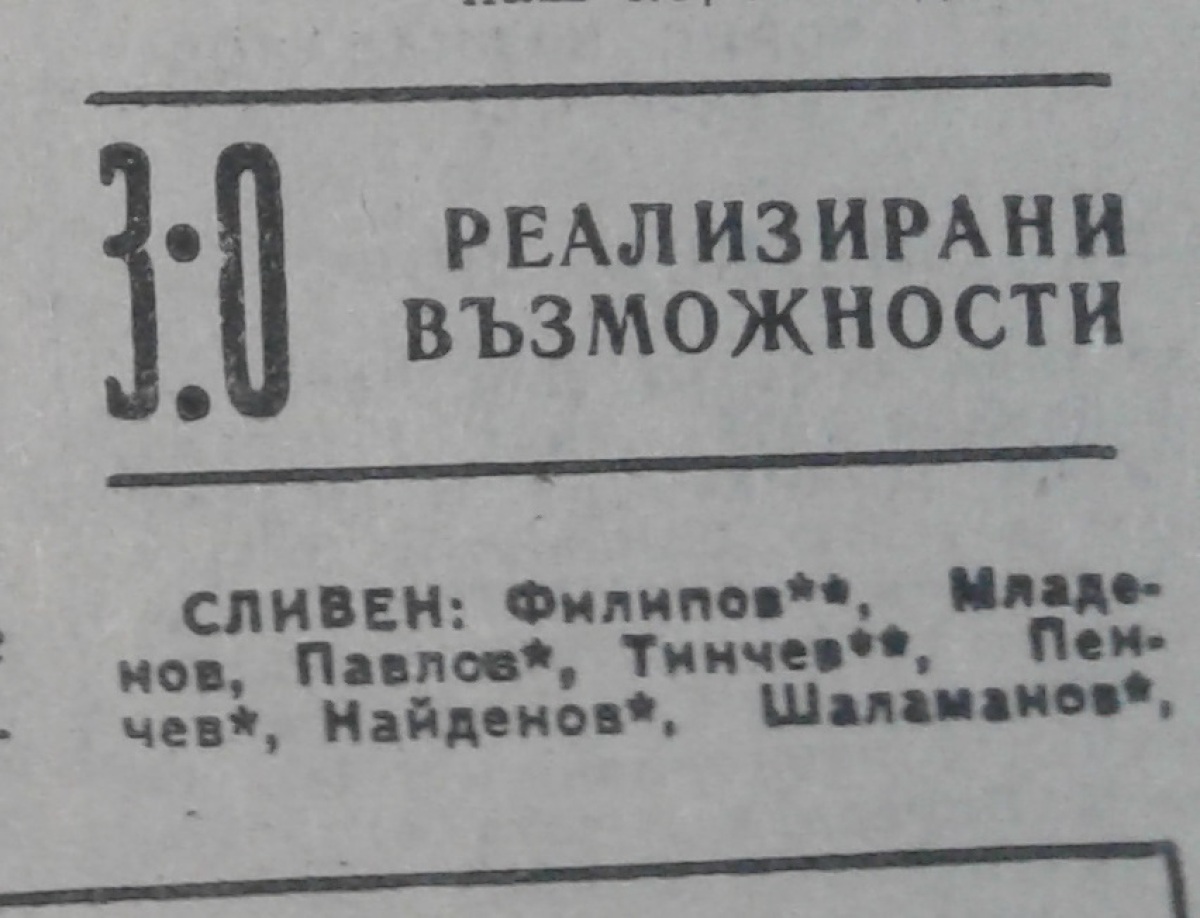 3:0
РЕАЛИЗИРАНИ
ВЪЗМОЖНОСТИ
СЛИВЕН: Филипов**, Младе-
нов, Павлов*, Тинчев**, Пен-
чев*, Найденов*, Шаламанов*,